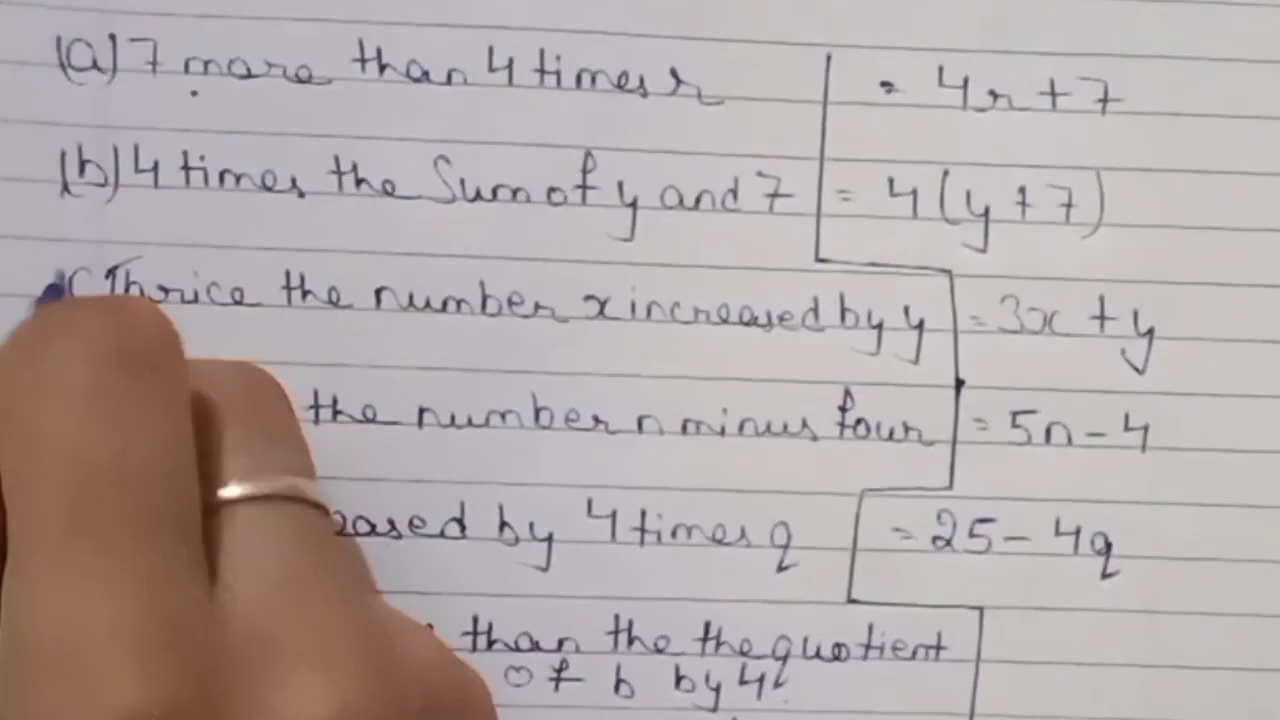 (a) 7 more than 4 times r = 4r + 7
(b) 4 times the Sum of y and 7 = 4(y + 7)
(c Thrice the number x increased by y = 3x + y
the number n minus four = 5n - 4
by 4 times q = 25 - 4q
than the the quotient
of b by 4